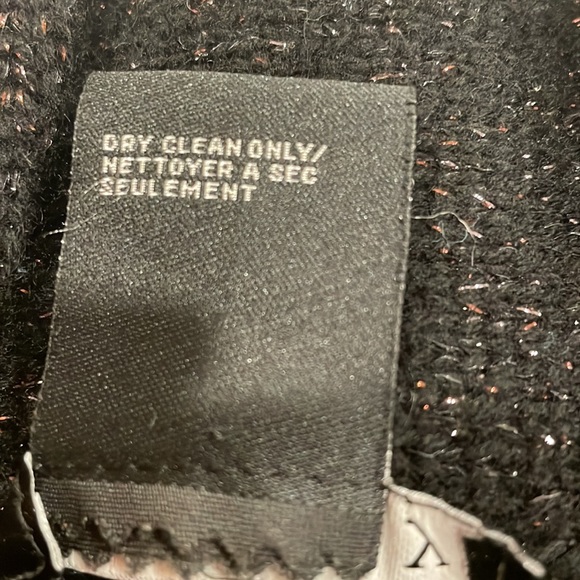 DRY CLEAN ONLY/
NETTOYER A SEC
SEULEMENT
X